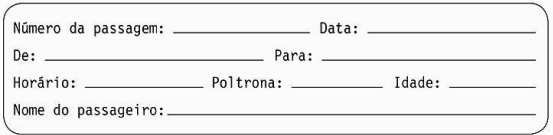 Número da passagem: Data:
De: Para:
Horário: Poltrona: Idade:
Nome do passageiro: